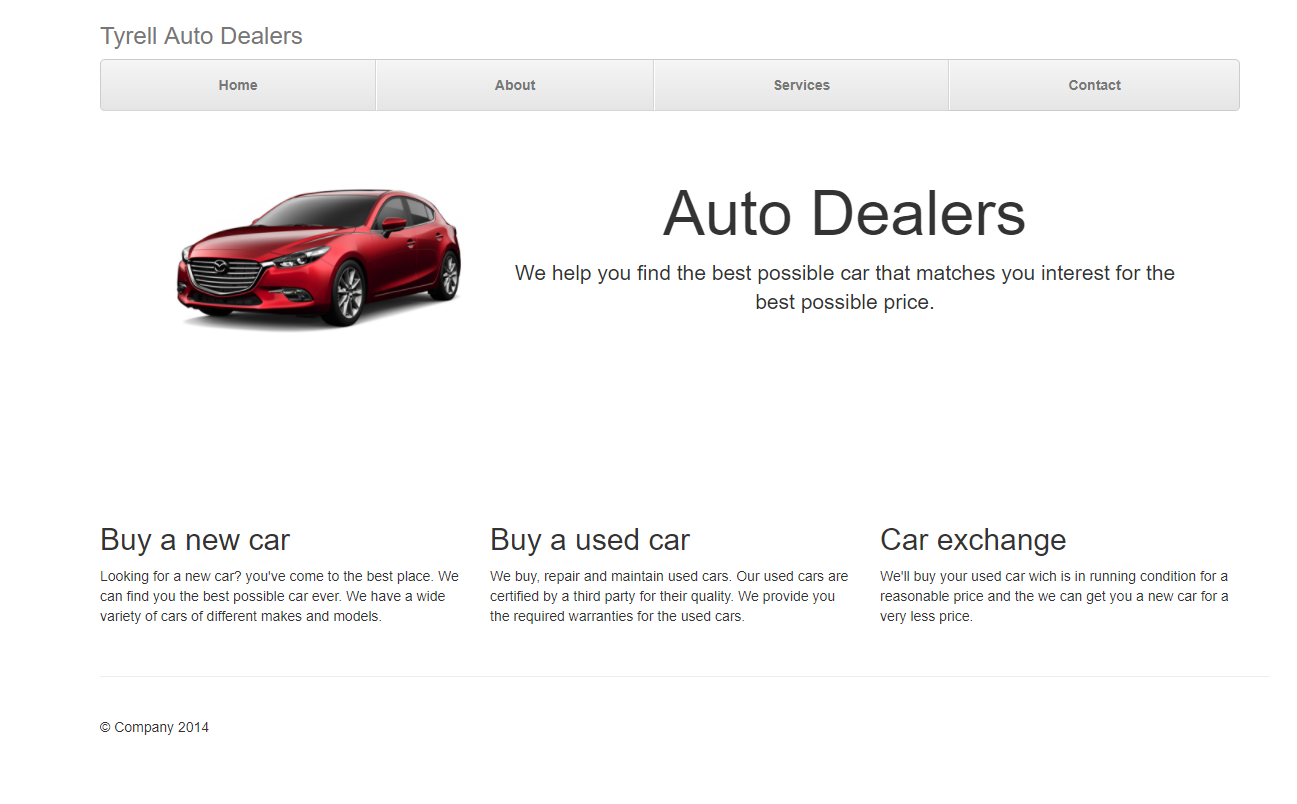 Tyrell Auto Dealers
Home About Services Contact
Auto Dealers
We help you find the best possible car that matches you interest for the
best possible price.
Buy a new car
Looking for a new car? you've come to the best place. We
can find you the best possible car ever. We have a wide
variety of cars of different makes and models.
Buy a used car
We buy, repair and maintain used cars. Our used cars are
certified by a third party for their quality. We provide you
the required warranties for the used cars.
Car exchange
We'll buy your used car wich is in running condition for a
reasonable price and the we can get you a new car for a
very less price.
© Company 2014